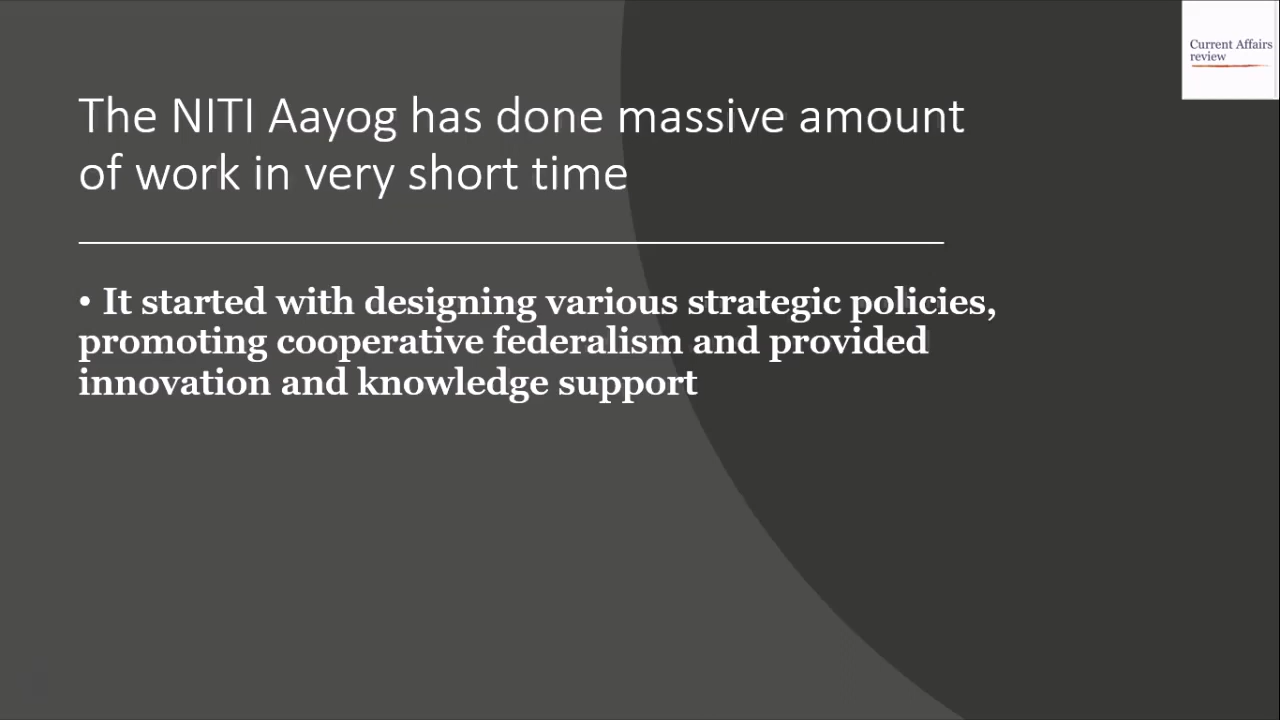 Current Affairs
review
The NITI Aayog has done massive amount
of work in very short time
• It started with designing various strategic policies,
promoting cooperative federalism and provided
innovation and knowledge support